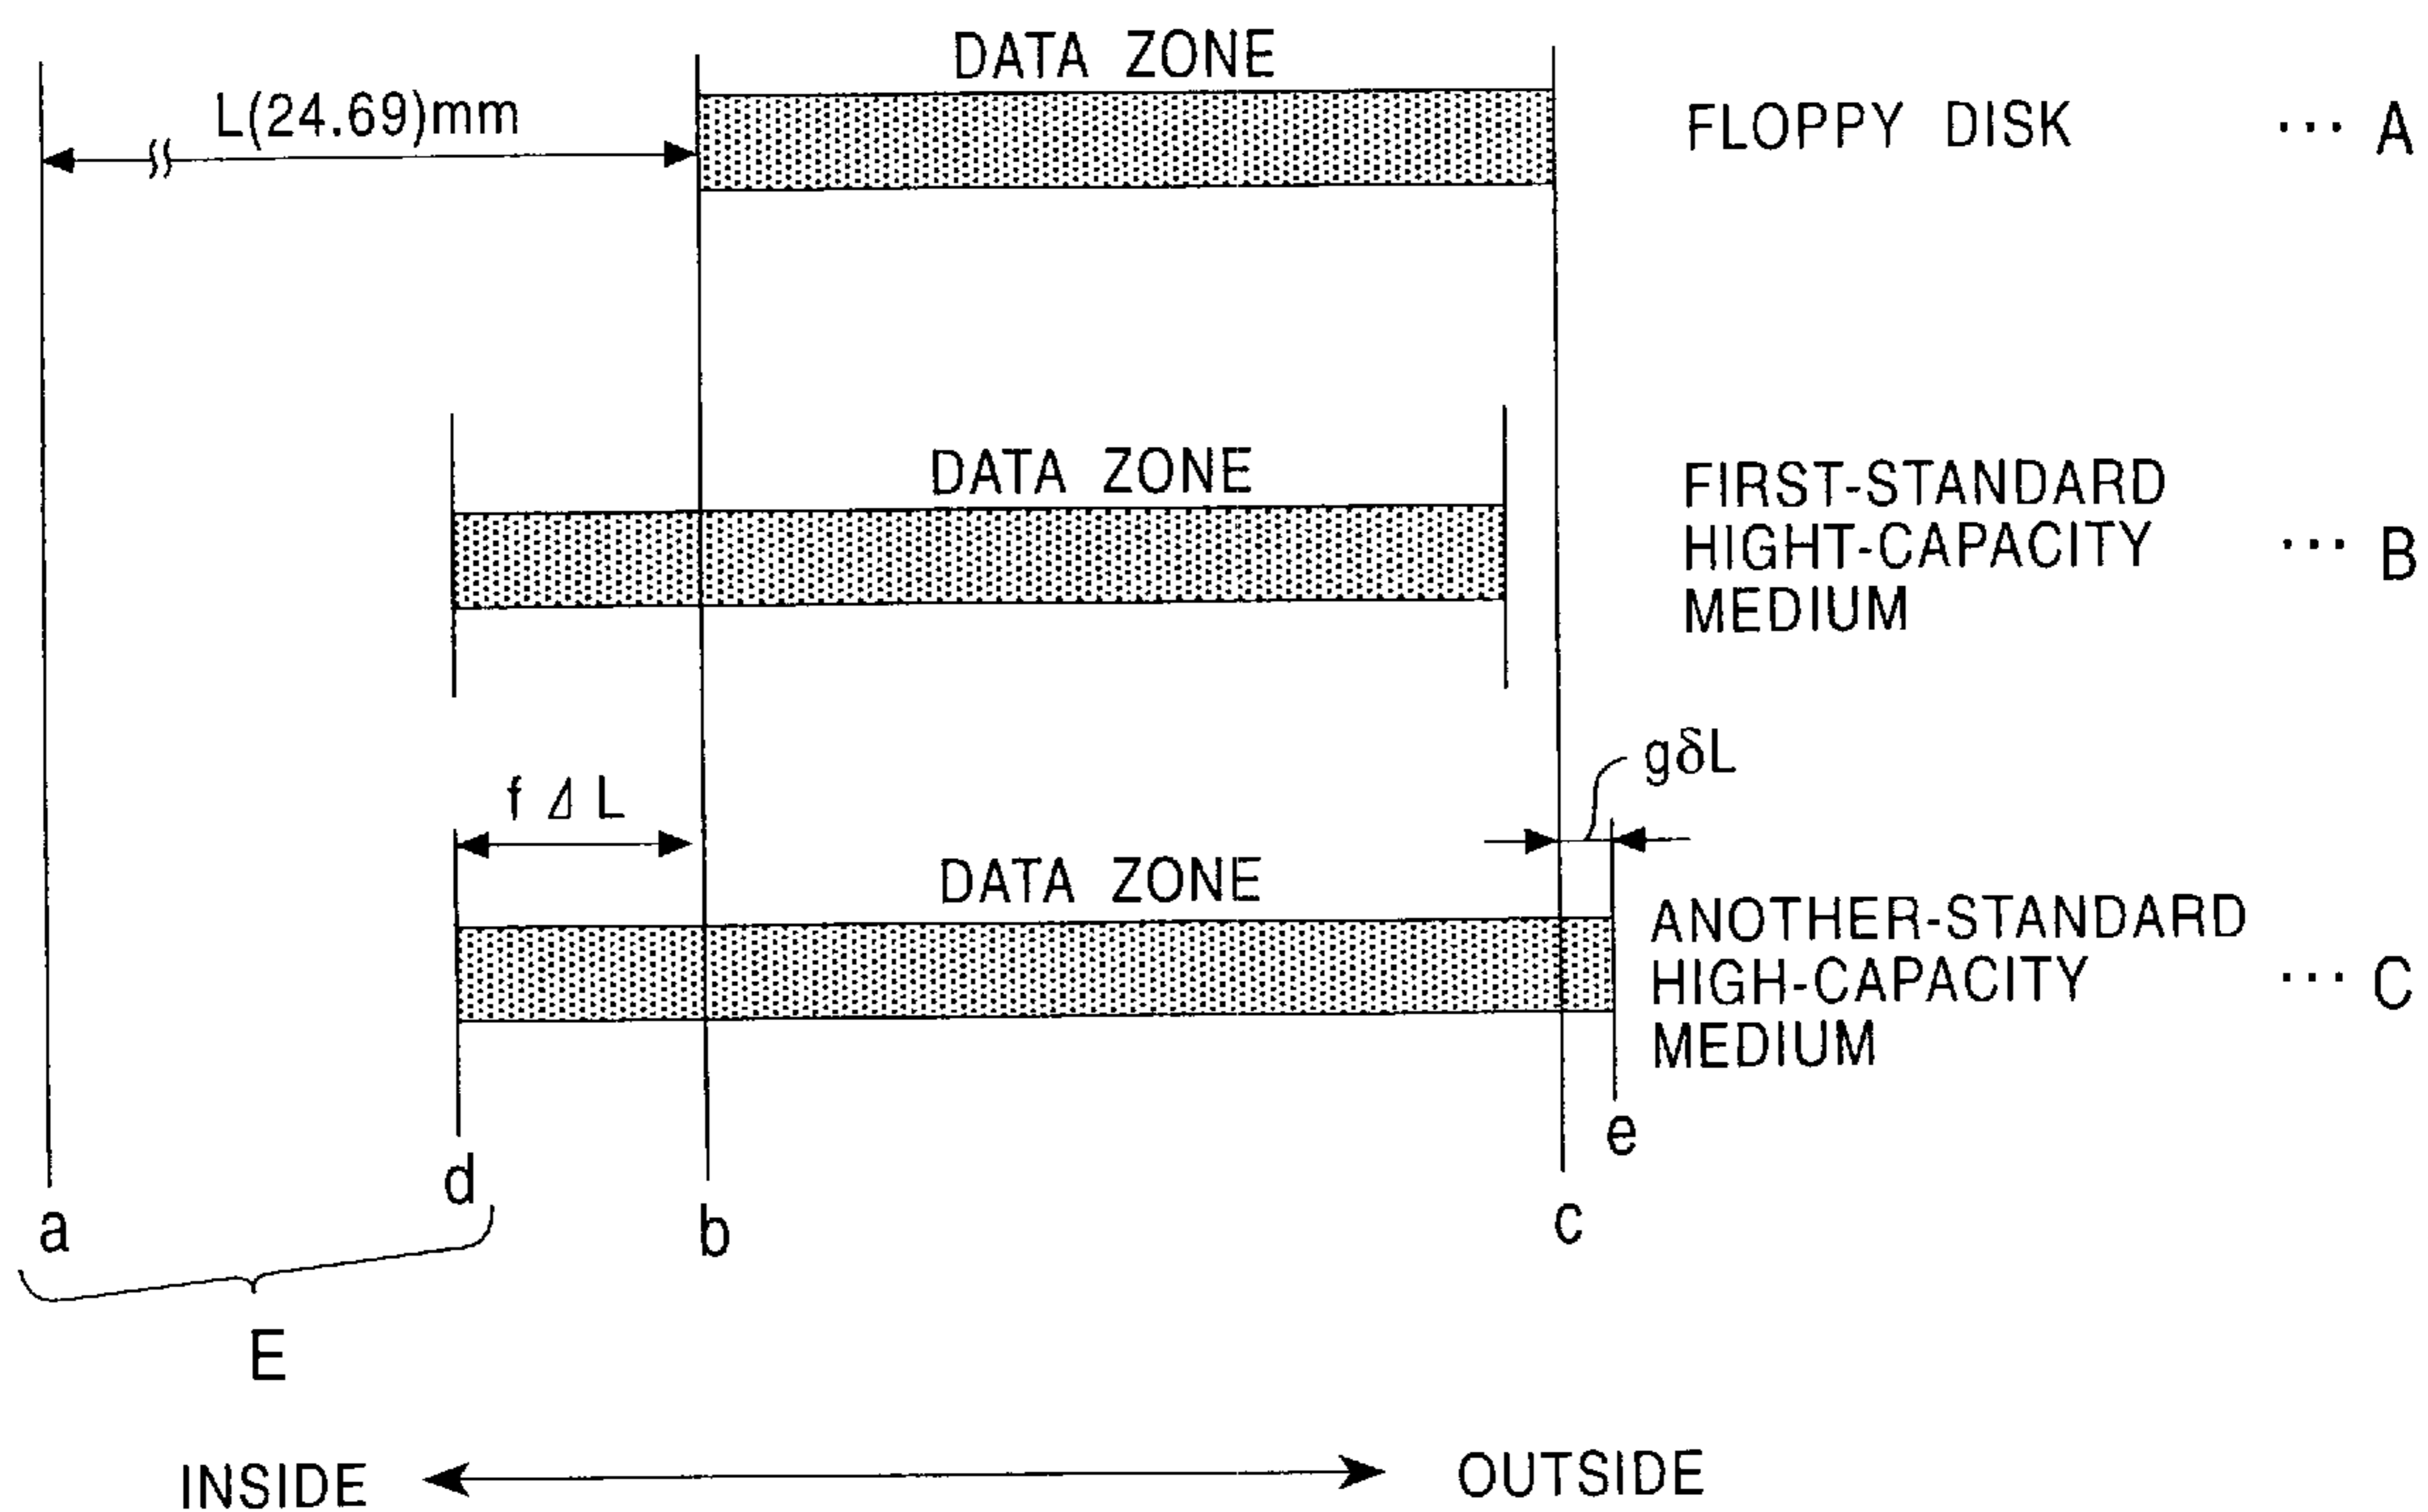 DATA ZONE
L(24.69)mm
FLOPPY DISK ··· A
DATA ZONE
FIRST-STANDARD
HIGHT-CAPACITY ··· B
MEDIUM
gδL
f ⊿ L
DATA ZONE
ANOTHER-STANDARD
HIGH-CAPACITY ··· C
MEDIUM
e
d
a
b
c
E
INSIDE
OUTSIDE